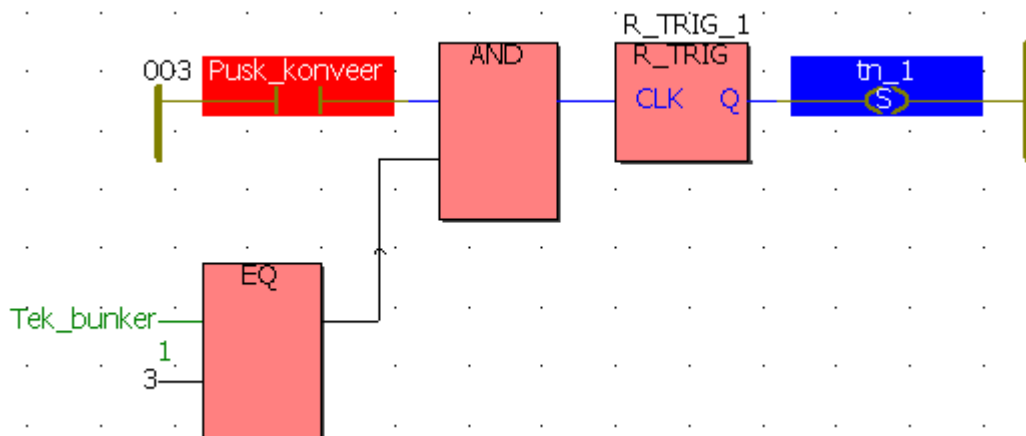 R_TRIG_1
003 Pusk_konveer AND R_TRIG tn_1
CLK Q S
EQ
Tek_bunker
1
3